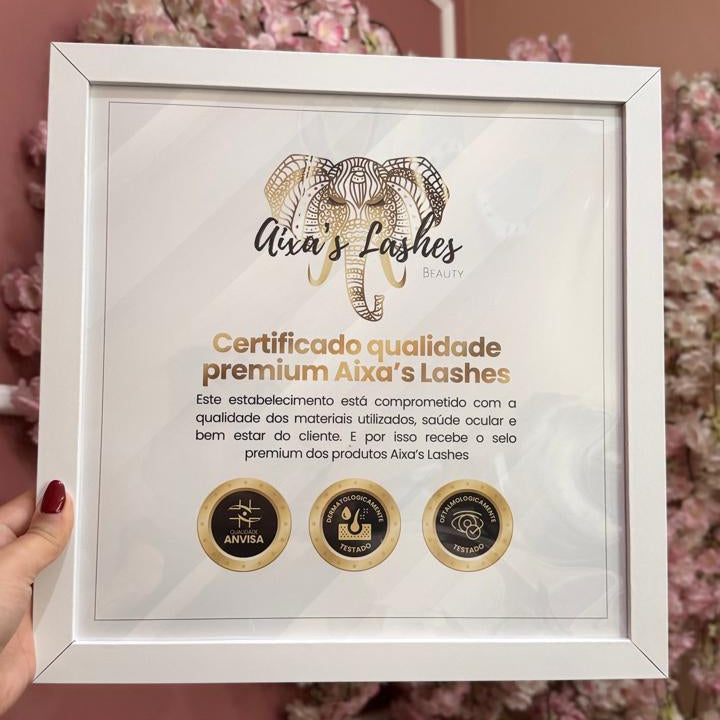 Aixa's Lashes
BEAUTY
Certificado qualidade
premium Aixa's Lashes
Este estabelecimento está comprometido com a
qualidade dos materiais utilizados, saúde ocular e
bem estar do cliente. E por isso recebe o selo
premium dos produtos Aixa's Lashes
QUALIDADE
ANVISA
DERMATOLOGICAMENTE
TESTADO
OFTALMOLOGICAMENTE
TESTADO